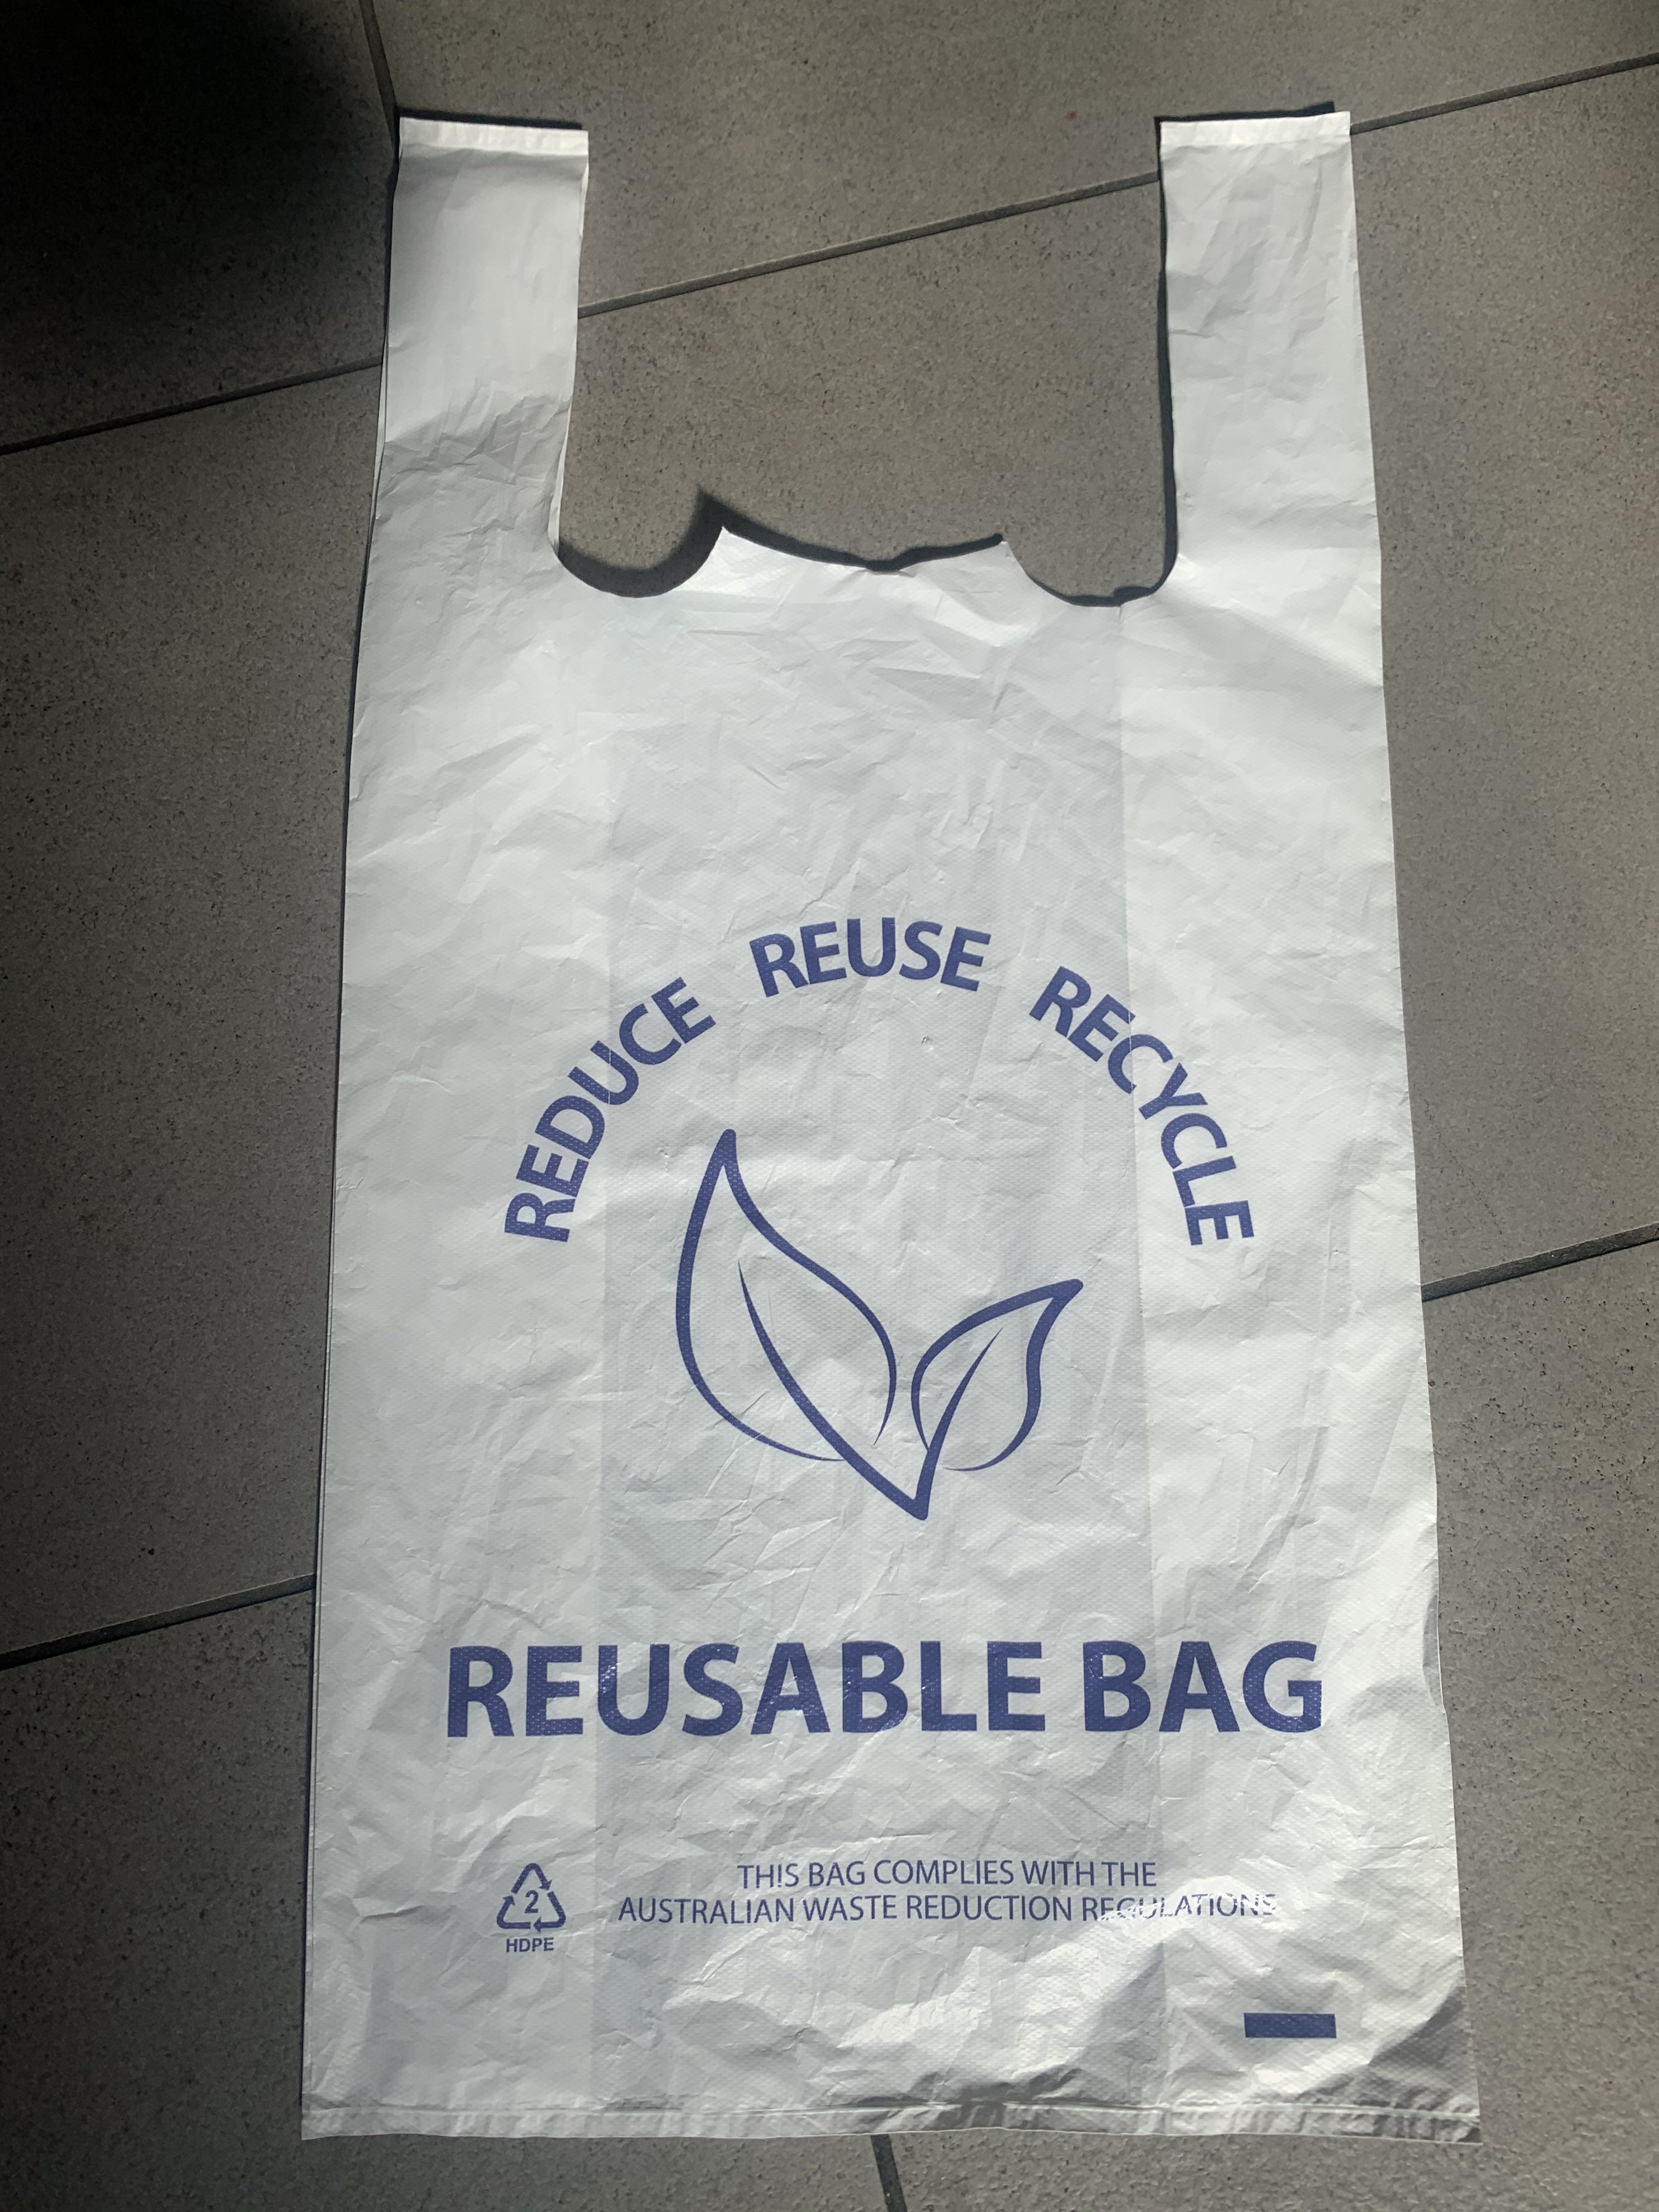 REDUCE REUSE RECYCLE
REUSABLE BAG
THIS BAG COMPLIES WITH THE
AUSTRALIAN WASTE REDUCTION REGULATIONS
2
HDPE